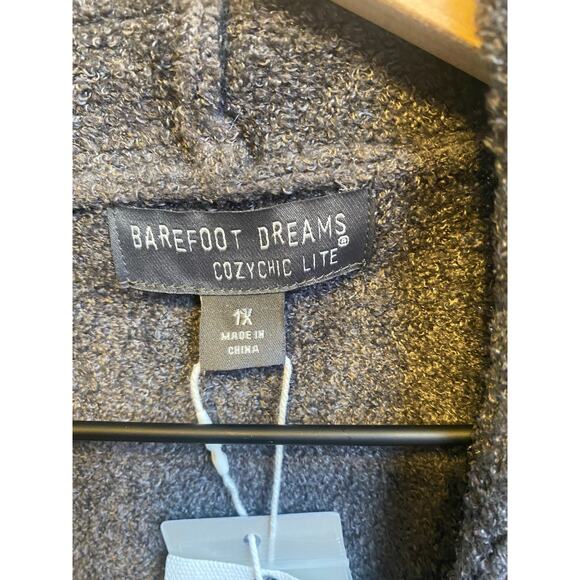 BAREFOOT DREAMS®
COZYCHIC LITE
1X
MADE IN
CHINA